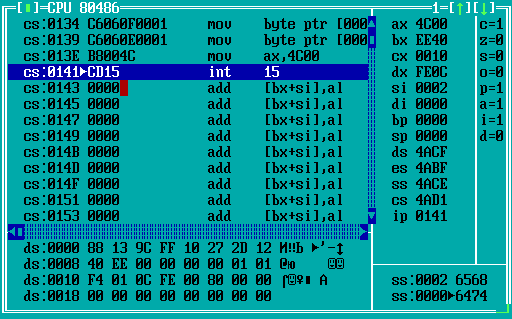 [■]=CPU 80486 1=[↑][↓]
cs:0134 C6060F0001 mov byte ptr [000 ax 4C00 c=1
cs:0139 C6060E0001 mov byte ptr [000 bx EE40 z=0
cs:013E B8004C mov ax,4C00 cx 0010 s=0
cs:0141►CD15 int 15 dx FE0C o=0
cs:0143 0000 add [bx+si],al si 0002 p=1
cs:0145 0000 add [bx+si],al di 0000 a=1
cs:0147 0000 add [bx+si],al bp 0000 i=1
cs:0149 0000 add [bx+si],al sp 0000 d=0
cs:014B 0000 add [bx+si],al ds 4ACF
cs:014D 0000 add [bx+si],al es 4ABF
cs:014F 0000 add [bx+si],al ss 4ACE
cs:0151 0000 add [bx+si],al cs 4AD1
cs:0153 0000 add [bx+si],al ip 0141
ds:0000 88 13 9C FF 10 27 2D 12 И‼Ь ►'-↕
ds:0008 40 EE 00 00 00 00 01 01 @ю ☺☺
ds:0010 F4 01 0C FE 00 80 00 00 ⌠☺♀■ А ss:0002 6568
ds:0018 00 00 00 00 00 00 00 00 ss:0000►6474